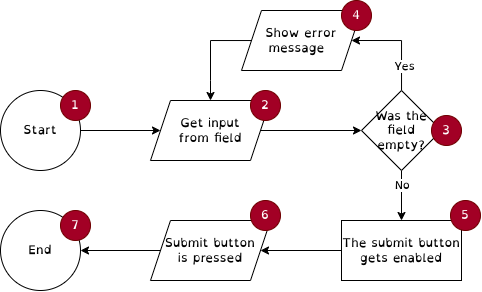 4
Show error
message
1
Start
2
Get input
from field
Yes
Was the
field
empty?
3
No
7
End
6
Submit button
is pressed
5
The submit button
gets enabled